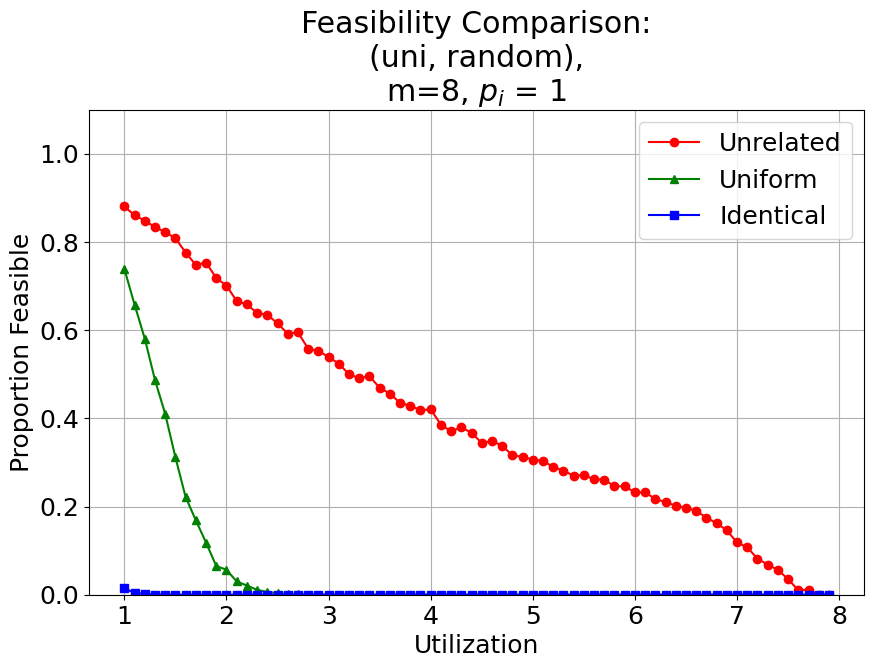 Feasibility Comparison:
(uni, random),
m=8, $p_i$ = 1
Unrelated
Uniform
Identical
Proportion Feasible
1.0
0.8
0.6
0.4
0.2
0.0
1 2 3 4 5 6 7 8
Utilization